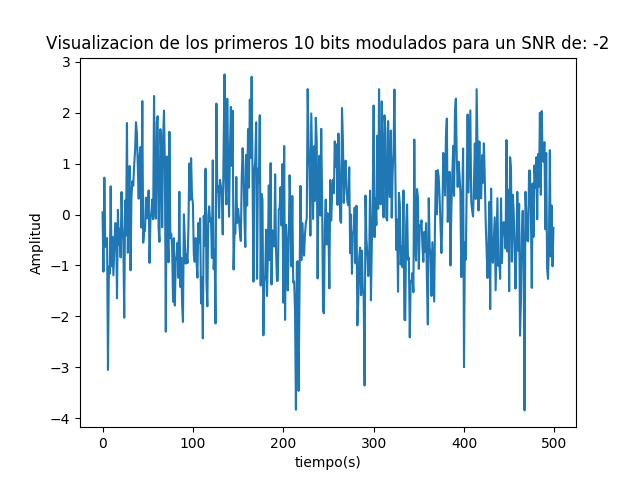 Visualizacion de los primeros 10 bits modulados para un SNR de: -2
3
2
1
0
−1
−2
−3
−4
Amplitud
0 100 200 300 400 500
tiempo(s)